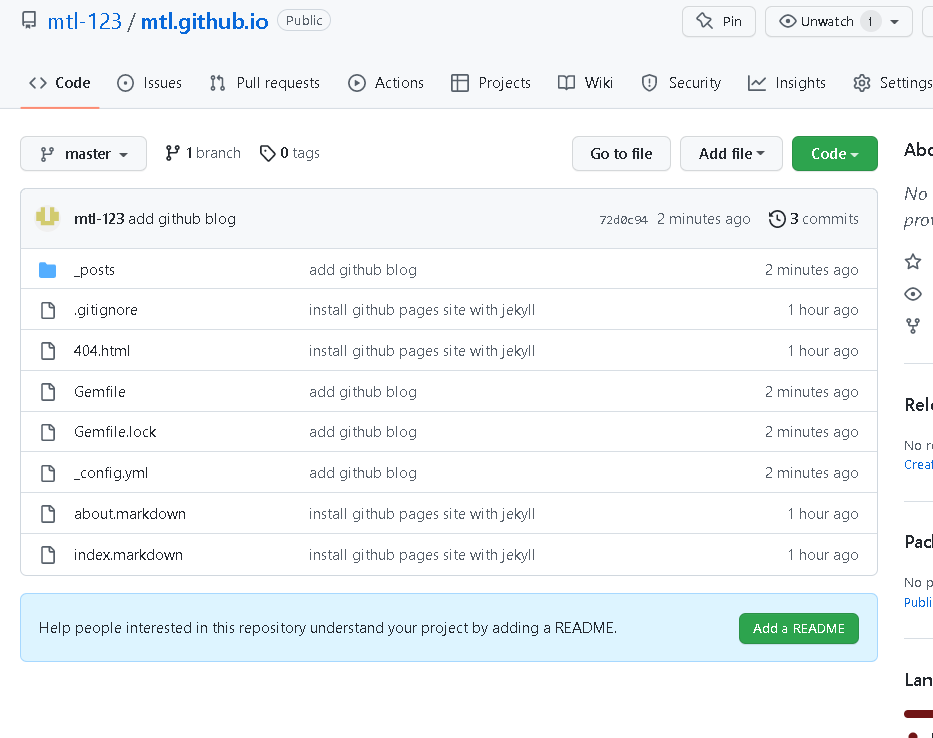 mtl-123 / mtl.github.io Public Pin Unwatch 1
Code Issues Pull requests Actions Projects Wiki Security Insights Settings
master 1 branch 0 tags Go to file Add file Code
mtl-123 add github blog 72d0c94 2 minutes ago 3 commits
_posts add github blog 2 minutes ago
.gitignore install github pages site with jekyll 1 hour ago
404.html install github pages site with jekyll 1 hour ago
Gemfile add github blog 2 minutes ago
Gemfile.lock add github blog 2 minutes ago
_config.yml add github blog 2 minutes ago
about.markdown install github pages site with jekyll 1 hour ago
index.markdown install github pages site with jekyll 1 hour ago
Help people interested in this repository understand your project by adding a README. Add a README
Abo
No
prov
Rele
No re
Creat
Pack
No p
Publi
Lan